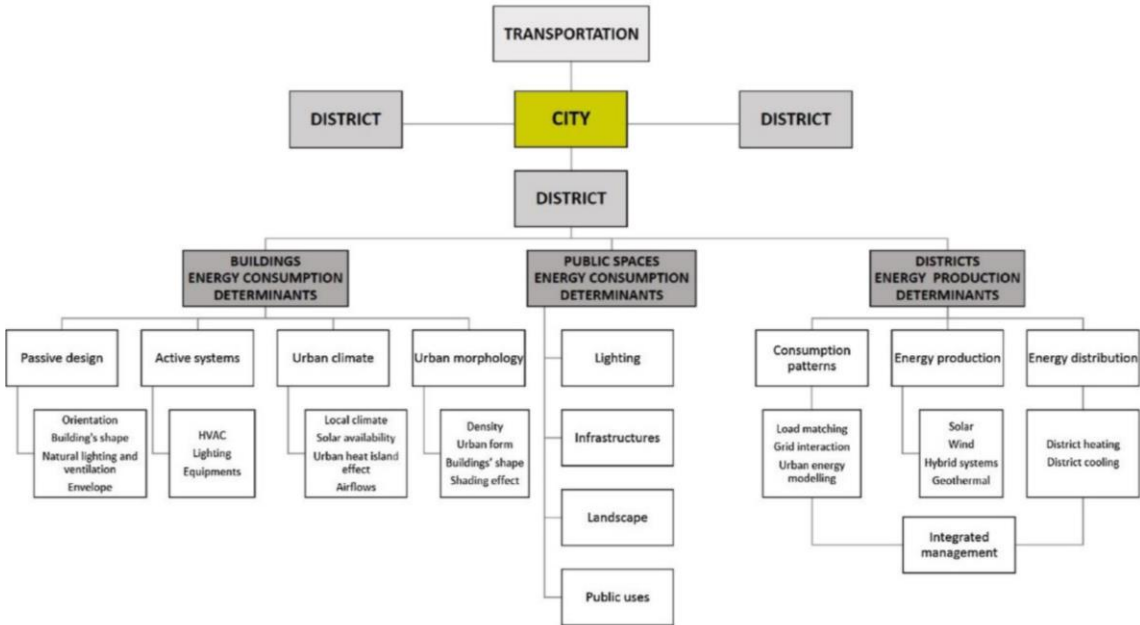 TRANSPORTATION
DISTRICT
CITY
DISTRICT
DISTRICT
BUILDINGS
ENERGY CONSUMPTION
DETERMINANTS
PUBLIC SPACES
ENERGY CONSUMPTION
DETERMINANTS
DISTRICTS
ENERGY PRODUCTION
DETERMINANTS
Passive design
Active systems
Urban climate
Urban morphology
Lighting
Consumption
patterns
Energy production
Energy distribution
Orientation
Building's shape
Natural lighting and
ventilation
Envelope
HVAC
Lighting
Equipments
Local climate
Solar availability
Urban heat island
effect
Airflows
Density
Urban form
Buildings' shape
Shading effect
Infrastructures
Load matching
Grid interaction
Urban energy
modelling
Solar
Wind
Hybrid systems
Geothermal
District heating
District cooling
Landscape
Integrated
management
Public uses